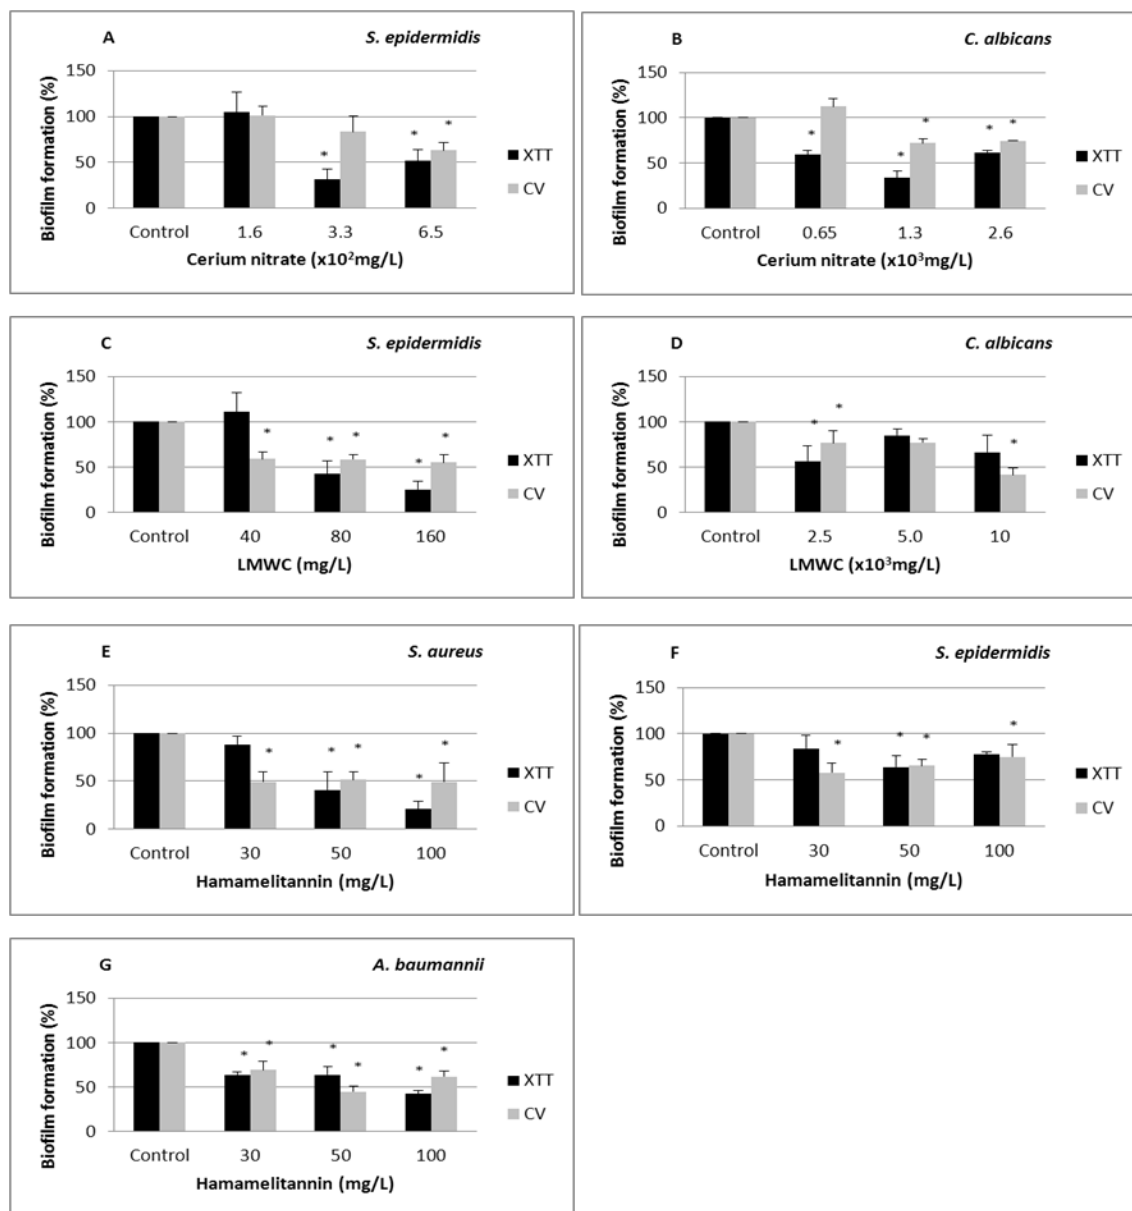 A S. epidermidis
Biofilm formation (%)
150
100
50
0
* * *
Control 1.6 3.3 6.5
Cerium nitrate (x10²mg/L)
XTT
CV
B C. albicans
Biofilm formation (%)
150
100
50
0
* * * * *
Control 0.65 1.3 2.6
Cerium nitrate (x10³mg/L)
XTT
CV
C S. epidermidis
Biofilm formation (%)
150
100
50
0
* * * * *
Control 40 80 160
LMWC (mg/L)
XTT
CV
D C. albicans
Biofilm formation (%)
150
100
50
0
* * *
Control 2.5 5.0 10
LMWC (x10³mg/L)
XTT
CV
E S. aureus
Biofilm formation (%)
150
100
50
0
* * * * *
Control 30 50 100
Hamamelitannin (mg/L)
XTT
CV
F S. epidermidis
Biofilm formation (%)
150
100
50
0
* * * *
Control 30 50 100
Hamamelitannin (mg/L)
XTT
CV
G A. baumannii
Biofilm formation (%)
150
100
50
0
* * * * * *
Control 30 50 100
Hamamelitannin (mg/L)
XTT
CV